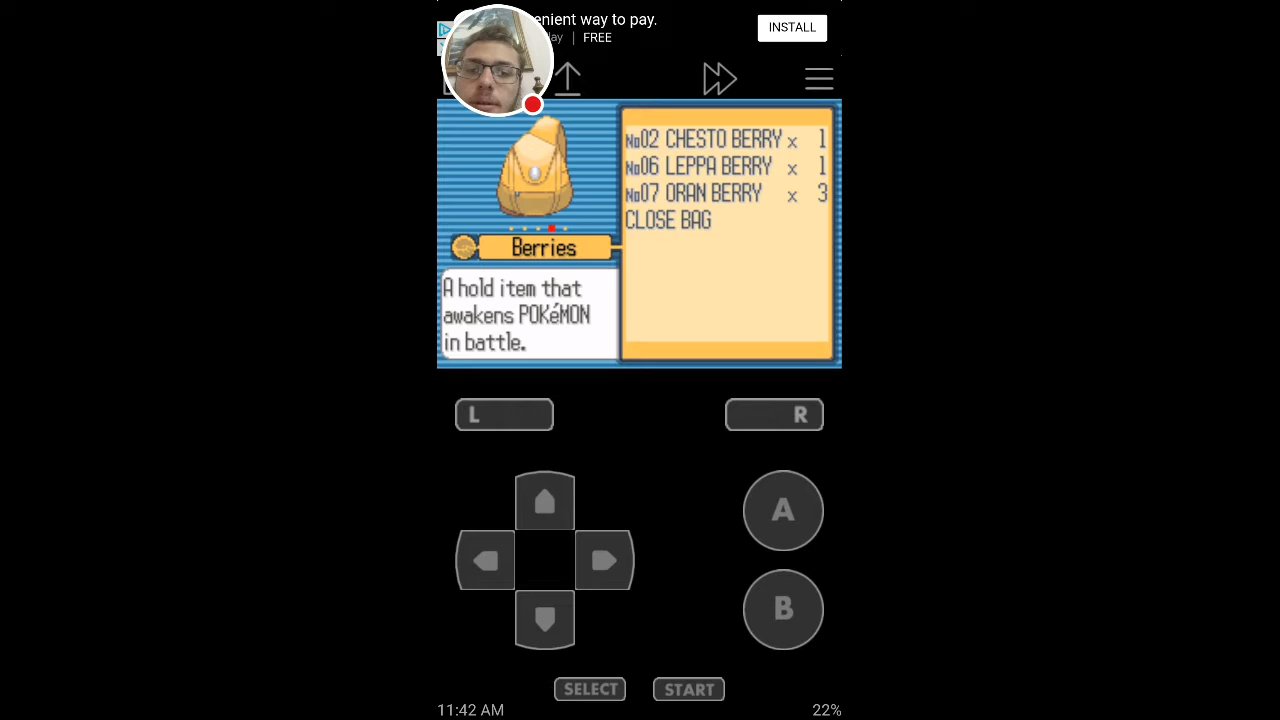 enient way to pay.
lay | FREE
INSTALL
No02 CHESTO BERRY x 1
No06 LEPPA BERRY x 1
No07 ORAN BERRY x 3
CLOSE BAG
Berries
A hold item that
awakens POKéMON
in battle.
L
R
A
B
SELECT
START
11:42 AM
22%